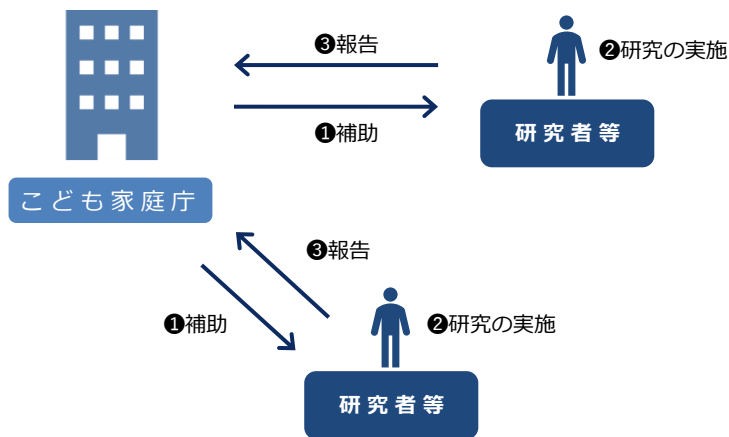 ❸報告
❷研究の実施
❶補助
研究者等
こども家庭庁
❸報告
❶補助
❷研究の実施
研究者等